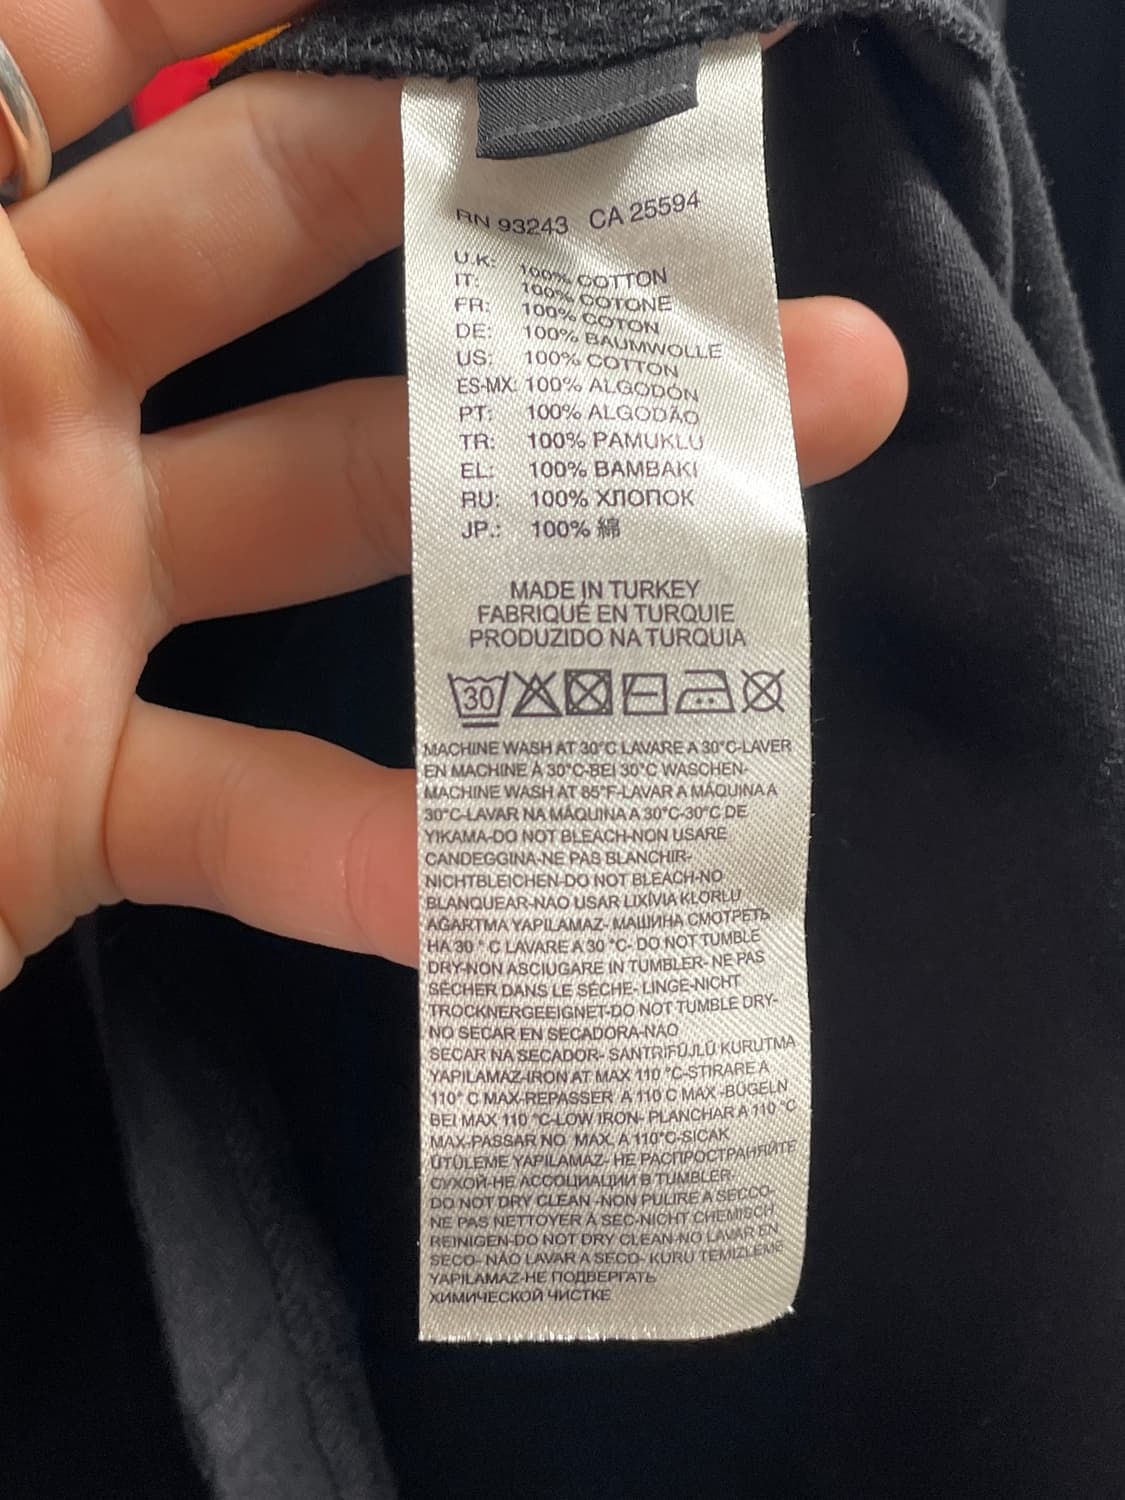 RN 93243 CA 25594
U.K: 100% COTTON
IT: 100% COTONE
FR: 100% COTON
DE: 100% BAUMWOLLE
US: 100% COTTON
ES-MX: 100% ALGODÓN
PT: 100% ALGODÃO
TR: 100% PAMUKLU
EL: 100% BAMBAKI
RU: 100% ХЛОПОК
JP.: 100% 綿
MADE IN TURKEY
FABRIQUÉ EN TURQUIE
PRODUZIDO NA TURQUIA
30
MACHINE WASH AT 30°C LAVARE A 30°C-LAVER
EN MACHINE À 30°C-BEI 30°C WASCHEN-
MACHINE WASH AT 85°F-LAVAR A MÁQUINA A
30°C-LAVAR NA MÁQUINA A 30°C-30°C DE
YIKAMA-DO NOT BLEACH-NON USARE
CANDEGGINA-NE PAS BLANCHIR-
NICHTBLEICHEN-DO NOT BLEACH-NO
BLANQUEAR-NAO USAR LIXÍVIA KLORLU
AĞARTMA YAPILAMAZ- МАШИНА СМОТРЕТЬ
НА 30 ° C LAVARE A 30 °C- DO NOT TUMBLE
DRY-NON ASCIUGARE IN TUMBLER- NE PAS
SÉCHER DANS LE SÈCHE- LINGE-NICHT
TROCKNERGEEIGNET-DO NOT TUMBLE DRY-
NO SECAR EN SECADORA-NÃO
SECAR NA SECADOR- SANTRIFÜJLÜ KURUTMA
YAPILAMAZ-IRON AT MAX 110 °C-STIRARE A
110° C MAX-REPASSER A 110 C MAX -BÜGELN
BEI MAX 110 °C-LOW IRON- PLANCHAR A 110 °C
MAX-PASSAR NO MAX. A 110°C-SICAK
ÜTÜLEME YAPILAMAZ- НЕ РАСПРОСТРАНЯЙТЕ
СУХОЙ-НЕ АССОЦИАЦИИ В TUMBLER-
DO NOT DRY CLEAN -NON PULIRE A SECCO-
NE PAS NETTOYER À SEC-NICHT CHEMISCH
REINIGEN-DO NOT DRY CLEAN-NO LAVAR EN
SECO- NÃO LAVAR A SECO- KURU TEMIZLEME
YAPILAMAZ-НЕ ПОДВЕРГАТЬ
ХИМИЧЕСКОЙ ЧИСТКЕ